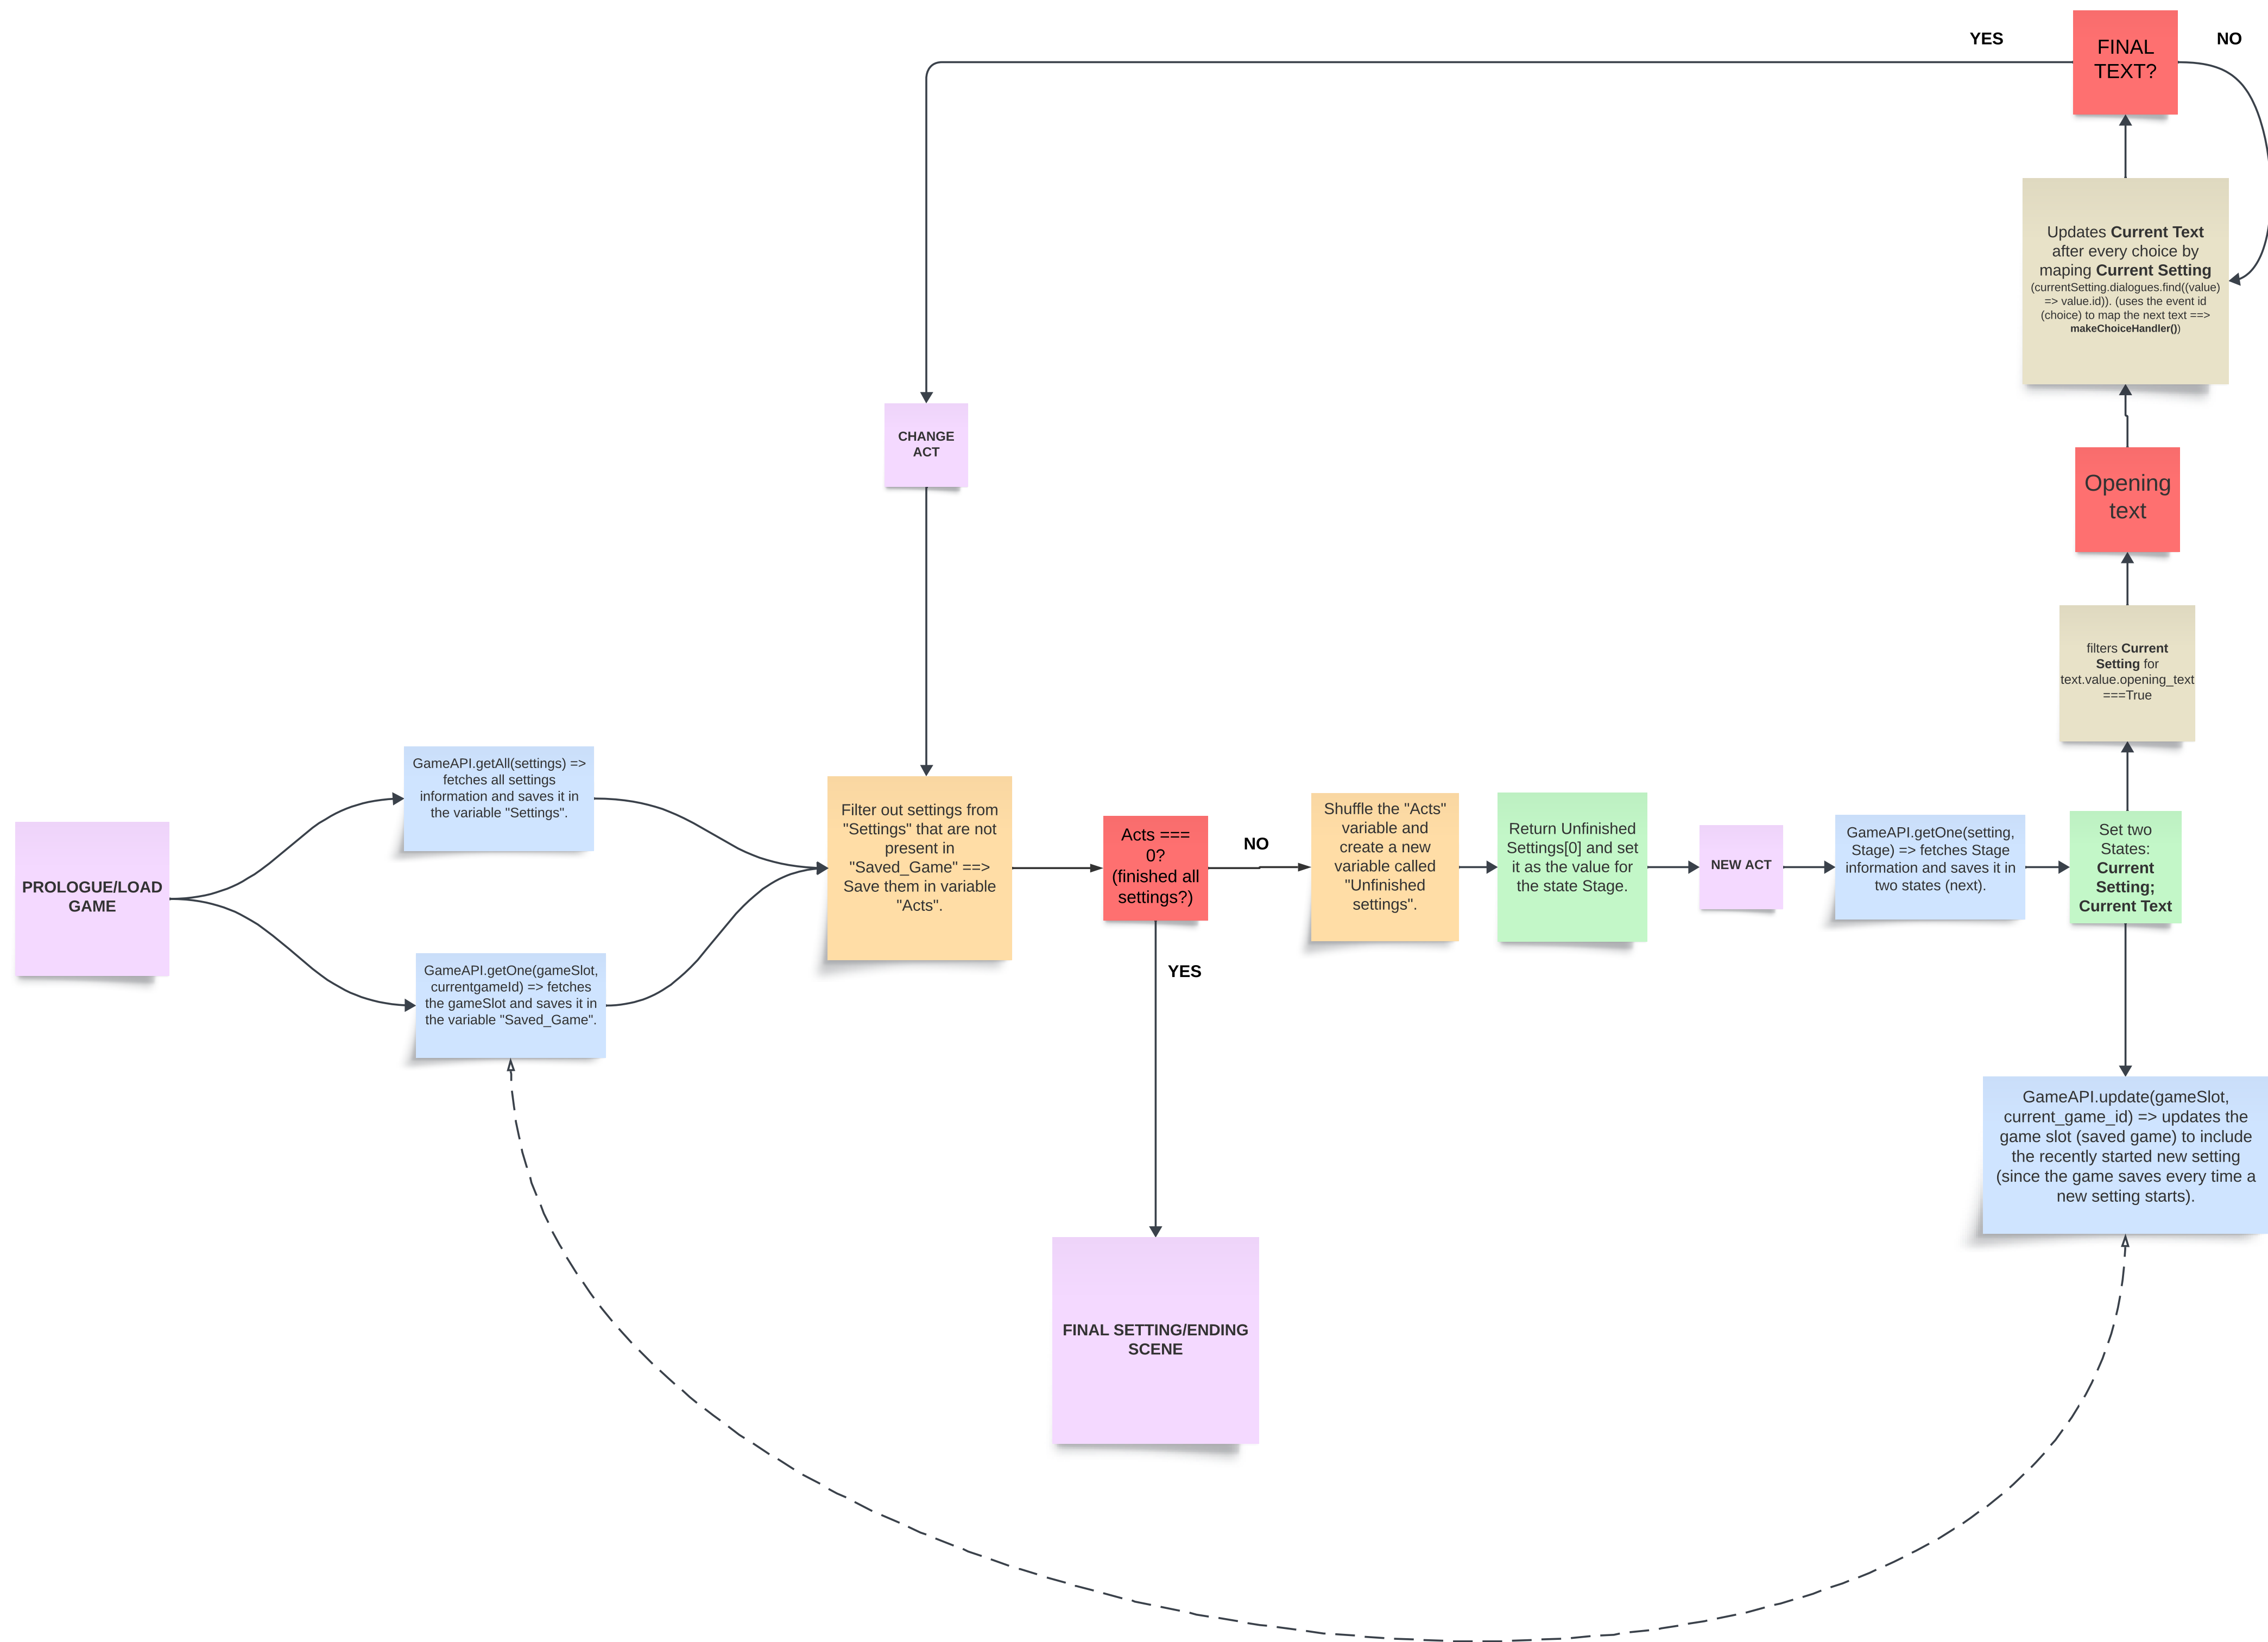 YES
FINAL
TEXT?
NO
Updates Current Text
after every choice by
maping Current Setting
(currentSetting.dialogues.find((value)
=> value.id)). (uses the event id
(choice) to map the next text ==>
makeChoiceHandler())
CHANGE
ACT
Opening
text
filters Current
Setting for
text.value.opening_text
===True
GameAPI.getAll(settings) =>
fetches all settings
information and saves it in
the variable "Settings".
PROLOGUE/LOAD
GAME
GameAPI.getOne(gameSlot,
currentgameId) => fetches
the gameSlot and saves it in
the variable "Saved_Game".
Filter out settings from
"Settings" that are not
present in
"Saved_Game" ==>
Save them in variable
"Acts".
Acts ===
0?
(finished all
settings?)
NO
YES
Shuffle the "Acts"
variable and
create a new
variable called
"Unfinished
settings".
Return Unfinished
Settings[0] and set
it as the value for
the state Stage.
NEW ACT
GameAPI.getOne(setting,
Stage) => fetches Stage
information and saves it in
two states (next).
Set two
States:
Current
Setting;
Current Text
GameAPI.update(gameSlot,
current_game_id) => updates the
game slot (saved game) to include
the recently started new setting
(since the game saves every time a
new setting starts).
FINAL SETTING/ENDING
SCENE